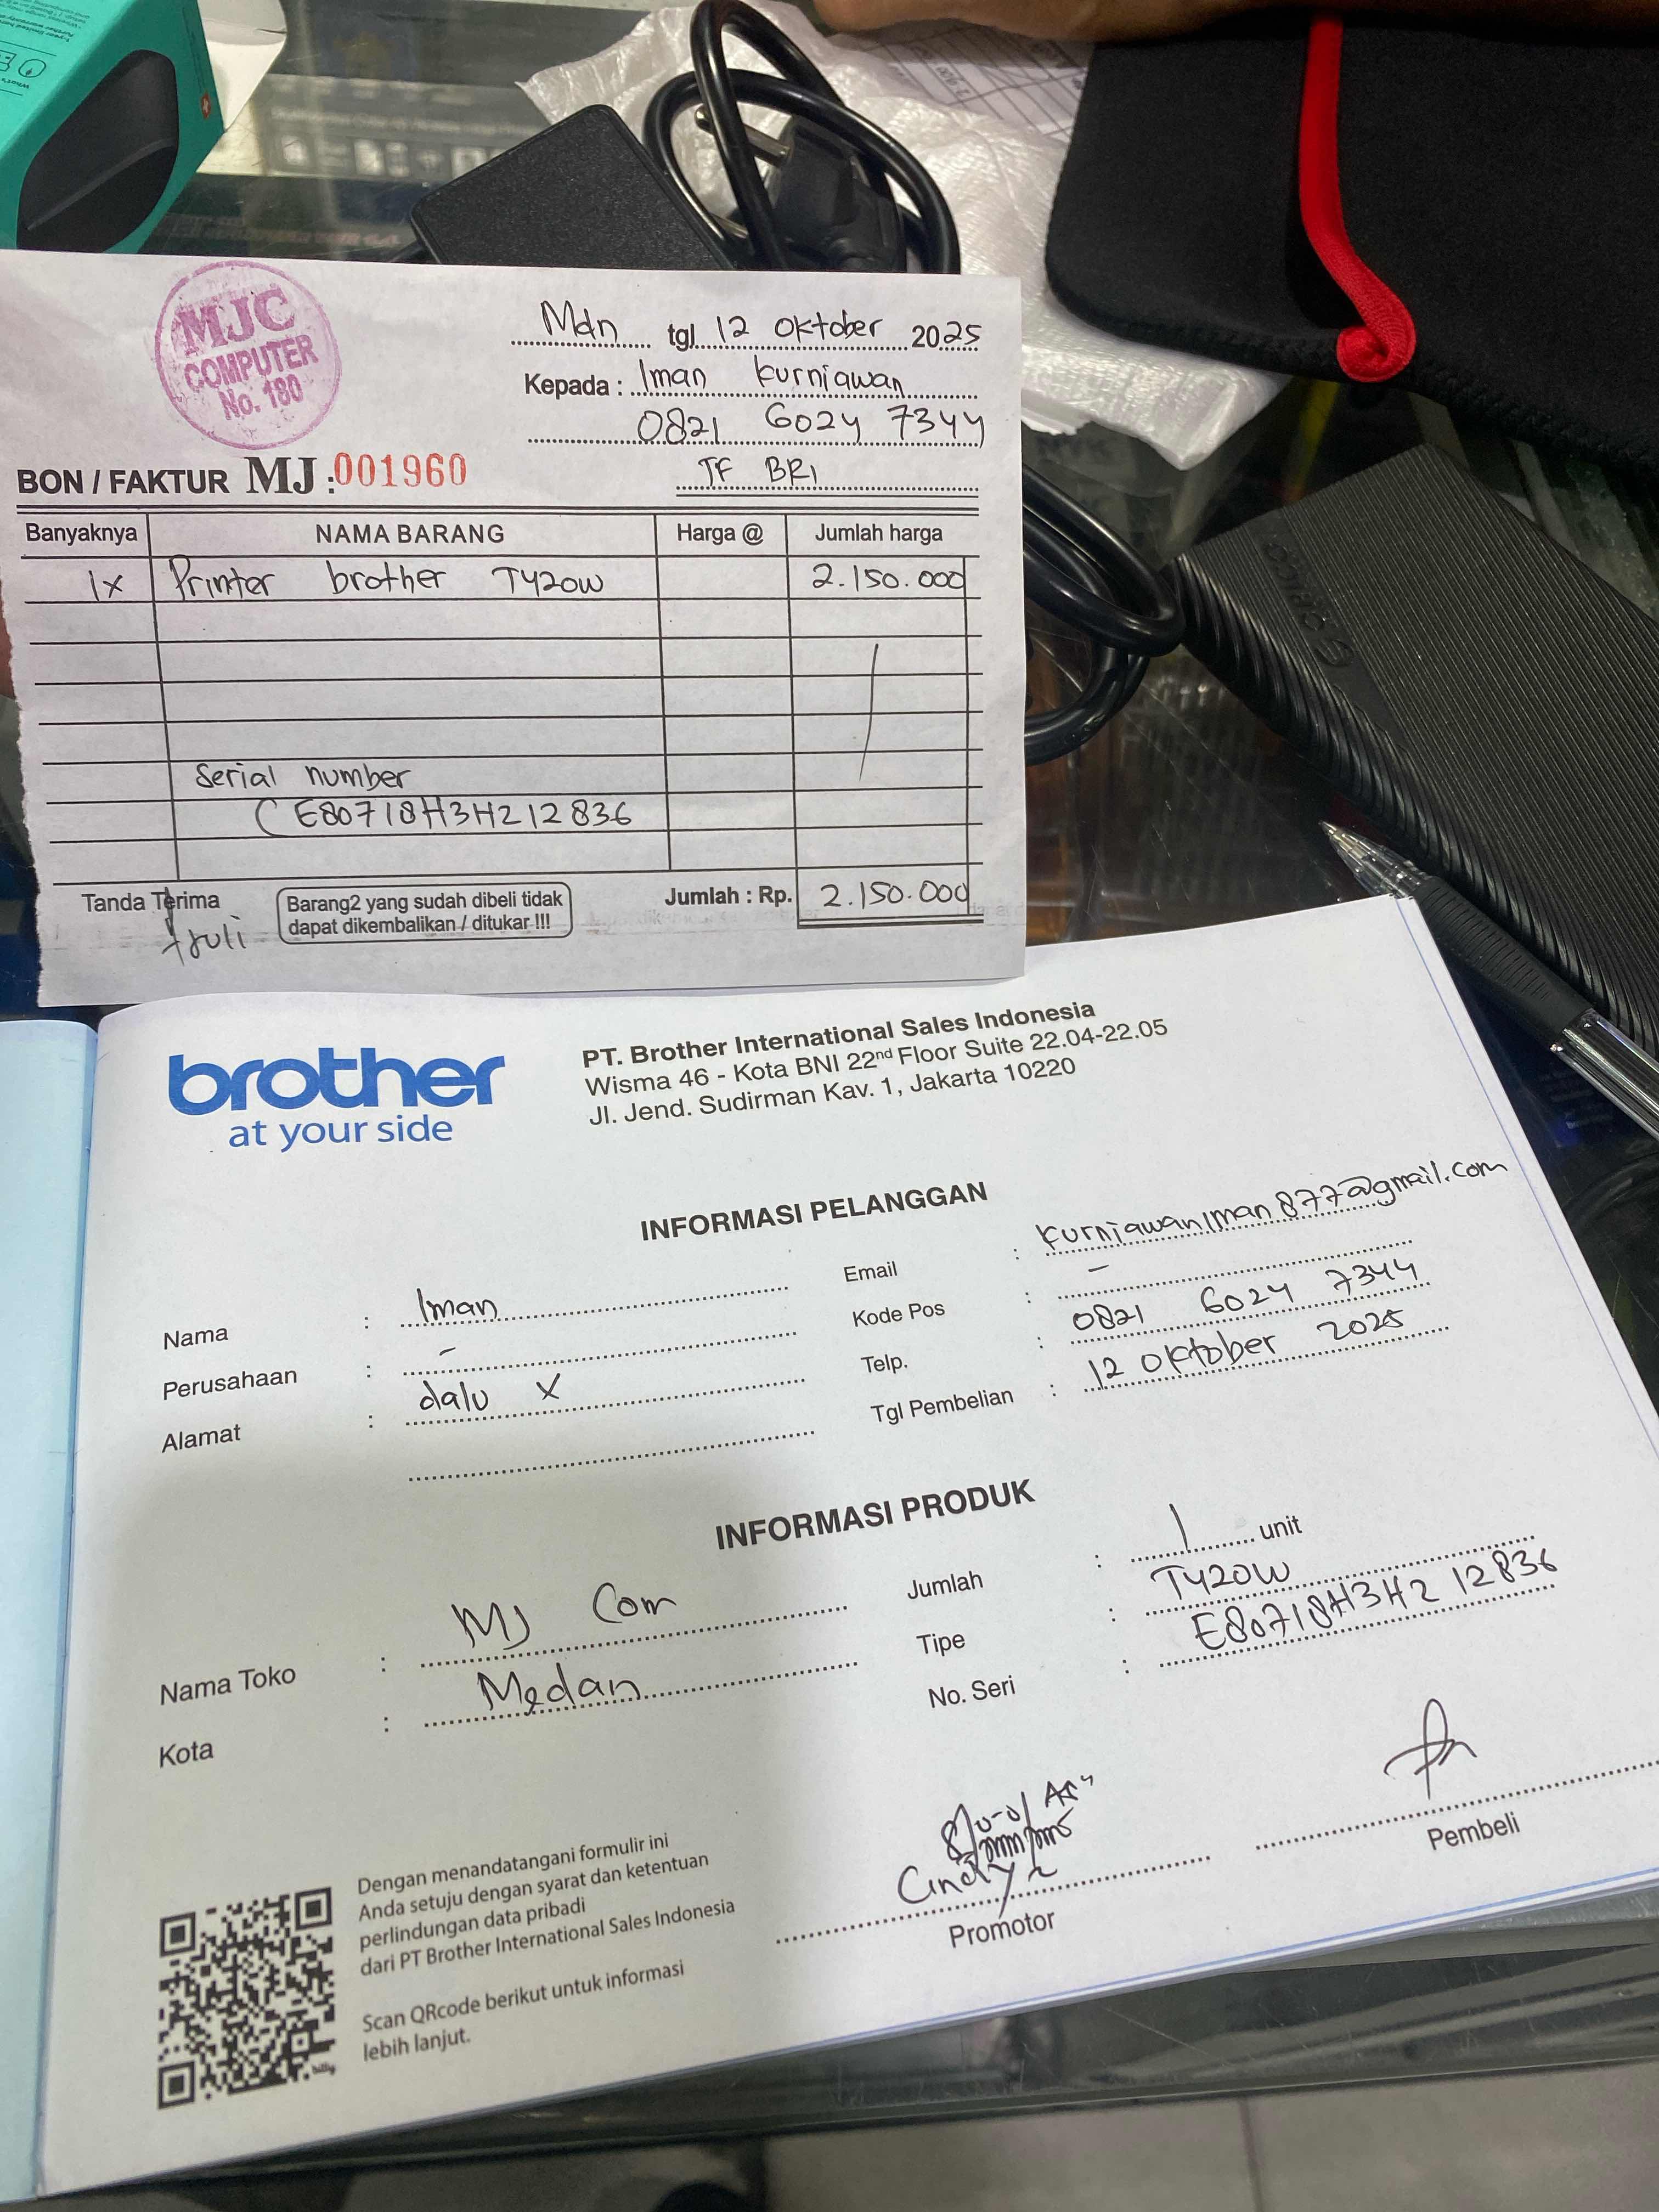 MJC
COMPUTER
No. 180
Mdn tgl 12 Oktober 2025
Kepada : Iman Kurniawan
0821 6024 7344
TF BRI
BON / FAKTUR MJ :001960
Banyaknya NAMA BARANG Harga @ Jumlah harga
1x Printer brother T420W 2.150.000
Serial number
( E80718H3H212836
Tanda Terima
Barang2 yang sudah dibeli tidak
dapat dikembalikan / ditukar !!!
Jumlah : Rp. 2.150.000
brother
at your side
PT. Brother International Sales Indonesia
Wisma 46 - Kota BNI 22nd Floor Suite 22.04-22.05
Jl. Jend. Sudirman Kav. 1, Jakarta 10220
INFORMASI PELANGGAN
Nama : Iman
Perusahaan : -
Alamat : dalu X
Email : kurniawaniman877@gmail.com
Kode Pos : -
Telp. : 0821 6024 7344
Tgl Pembelian : 12 Oktober 2025
INFORMASI PRODUK
Nama Toko : MJ Com
Kota : Medan
Jumlah : 1 unit
Tipe : T420W
No. Seri : E80718H3H212836
Dengan menandatangani formulir ini
Anda setuju dengan syarat dan ketentuan
perlindungan data pribadi
dari PT Brother International Sales Indonesia
Scan QRcode berikut untuk informasi
lebih lanjut.
Cindy
Promotor
Pembeli